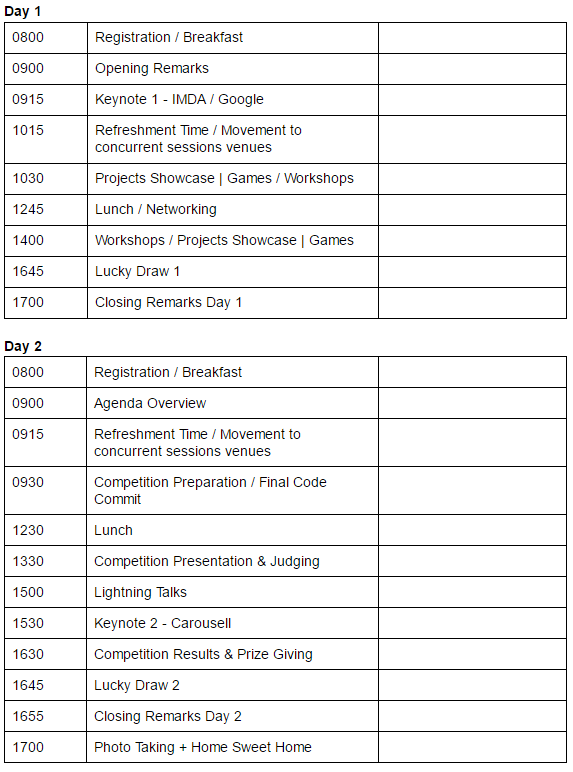 Day 1
0800 Registration / Breakfast
0900 Opening Remarks
0915 Keynote 1 - IMDA / Google
1015 Refreshment Time / Movement to
concurrent sessions venues
1030 Projects Showcase | Games / Workshops
1245 Lunch / Networking
1400 Workshops / Projects Showcase | Games
1645 Lucky Draw 1
1700 Closing Remarks Day 1
Day 2
0800 Registration / Breakfast
0900 Agenda Overview
0915 Refreshment Time / Movement to
concurrent sessions venues
0930 Competition Preparation / Final Code
Commit
1230 Lunch
1330 Competition Presentation & Judging
1500 Lightning Talks
1530 Keynote 2 - Carousell
1630 Competition Results & Prize Giving
1645 Lucky Draw 2
1655 Closing Remarks Day 2
1700 Photo Taking + Home Sweet Home